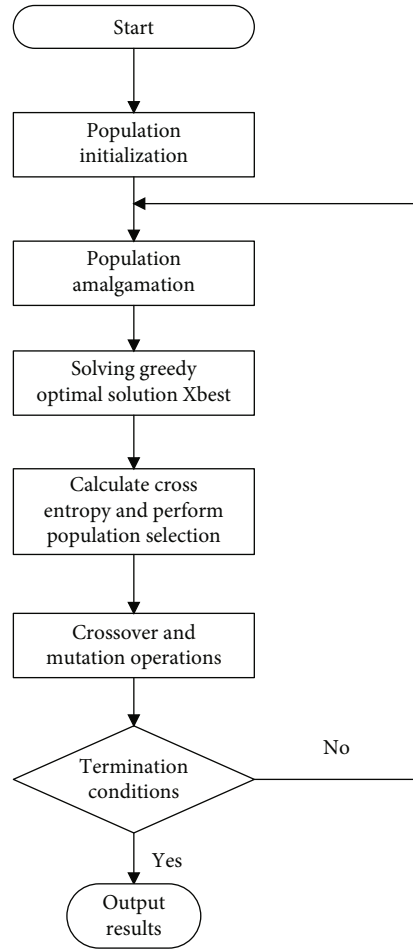 Start
Population
initialization
Population
amalgamation
Solving greedy
optimal solution Xbest
Calculate cross
entropy and perform
population selection
Crossover and
mutation operations
Termination
conditions
No
Yes
Output
results